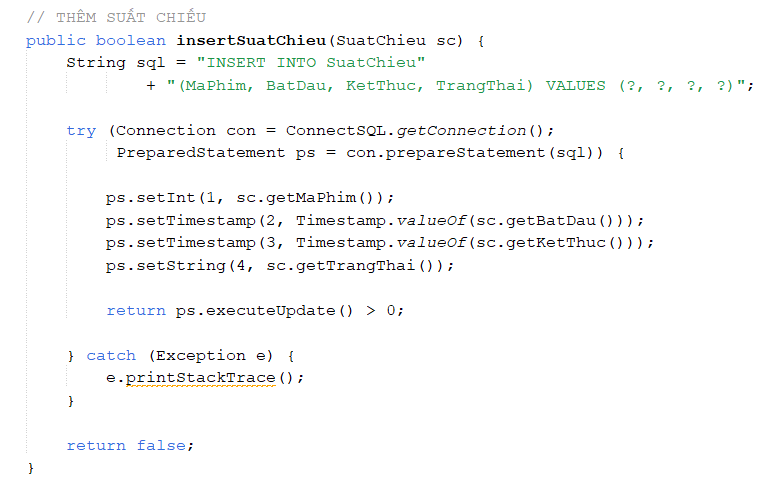 // THÊM SUẤT CHIẾU
public boolean insertSuatChieu(SuatChieu sc) {
    String sql = "INSERT INTO SuatChieu"
            + "(MaPhim, BatDau, KetThuc, TrangThai) VALUES (?, ?, ?, ?)";

    try (Connection con = ConnectSQL.getConnection();
         PreparedStatement ps = con.prepareStatement(sql)) {

        ps.setInt(1, sc.getMaPhim());
        ps.setTimestamp(2, Timestamp.valueOf(sc.getBatDau()));
        ps.setTimestamp(3, Timestamp.valueOf(sc.getKetThuc()));
        ps.setString(4, sc.getTrangThai());

        return ps.executeUpdate() > 0;

    } catch (Exception e) {
        e.printStackTrace();
    }

    return false;
}